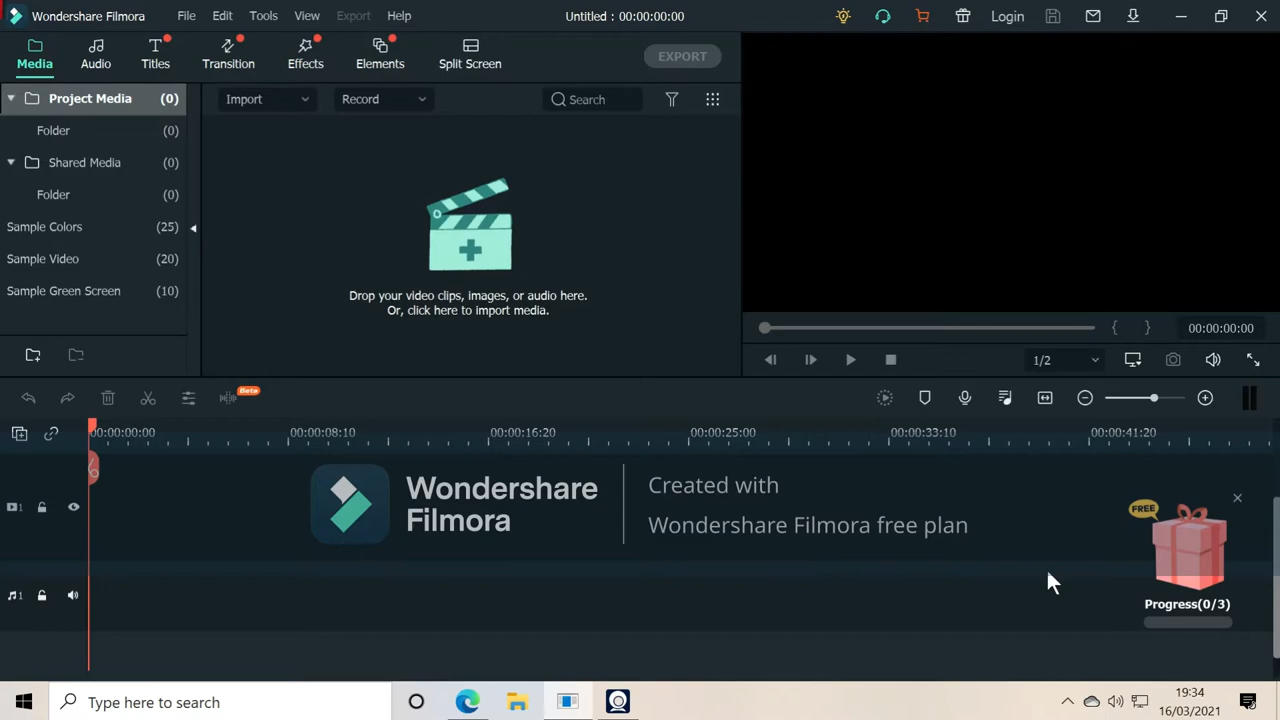 Wondershare Filmora
File Edit Tools View Export Help
Untitled : 00:00:00:00
Login
Media Audio Titles Transition Effects Elements Split Screen
EXPORT
Project Media (0)
Import Record Search
Folder (0)
Shared Media (0)
Folder (0)
Sample Colors (25)
Sample Video (20)
Sample Green Screen (10)
Drop your video clips, images, or audio here.
Or, click here to import media.
{ } 00:00:00:00
1/2
Beta
00:00:00:00 00:00:08:10 00:00:16:20 00:00:25:00 00:00:33:10 00:00:41:20
Wondershare
Filmora
Created with
Wondershare Filmora free plan
FREE
1
1
Progress(0/3)
Type here to search
19:34
16/03/2021